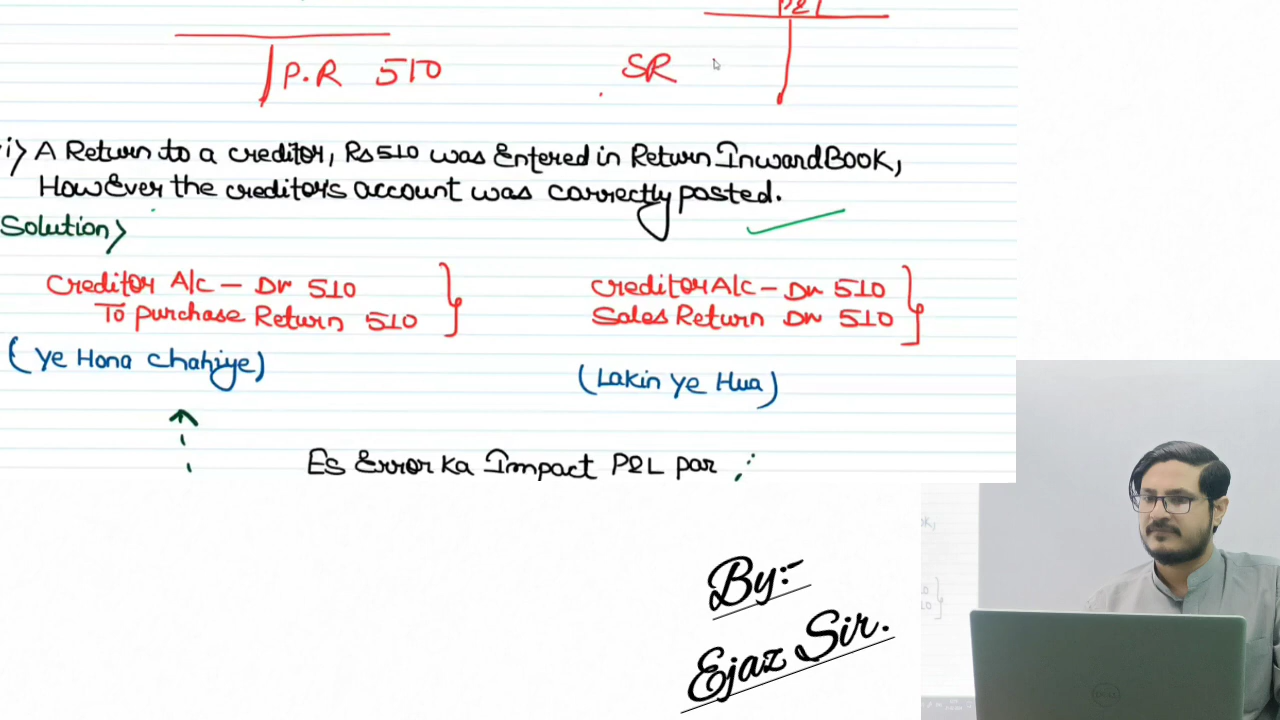 P&L
P.R 510
SR
i) A Return to a creditor, Rs 510 was Entered in Return Inward Book,
However the creditor's account was correctly posted.
Solution>
Creditor A/c — Dr 510
To purchase Return 510
(Ye Hona chahiye)
Creditor A/c — Dr 510
Sales Return Dr 510
(Lakin Ye Hua)
Es Error Ka Impact P&L par
By:-
Ejaz Sir.
DELL